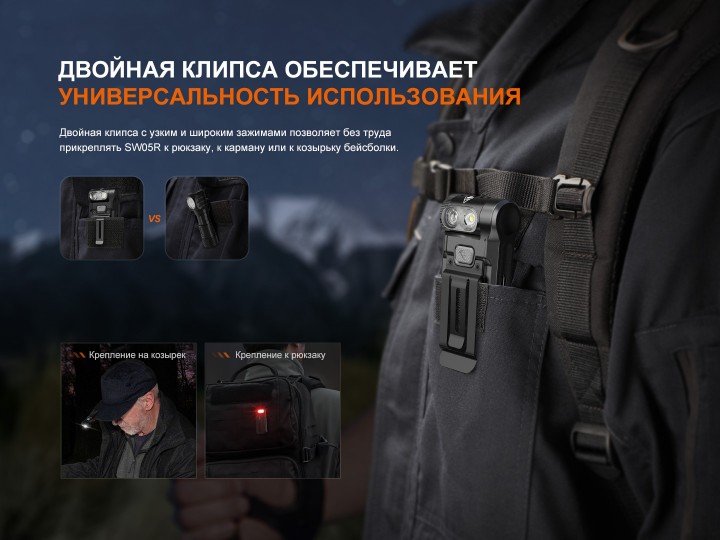 ДВОЙНАЯ КЛИПСА ОБЕСПЕЧИВАЕТ
УНИВЕРСАЛЬНОСТЬ ИСПОЛЬЗОВАНИЯ
Двойная клипса с узким и широким зажимами позволяет без труда
прикреплять SW05R к рюкзаку, к карману или к козырьку бейсболки.
VS
Крепление на козырек
Крепление к рюкзаку